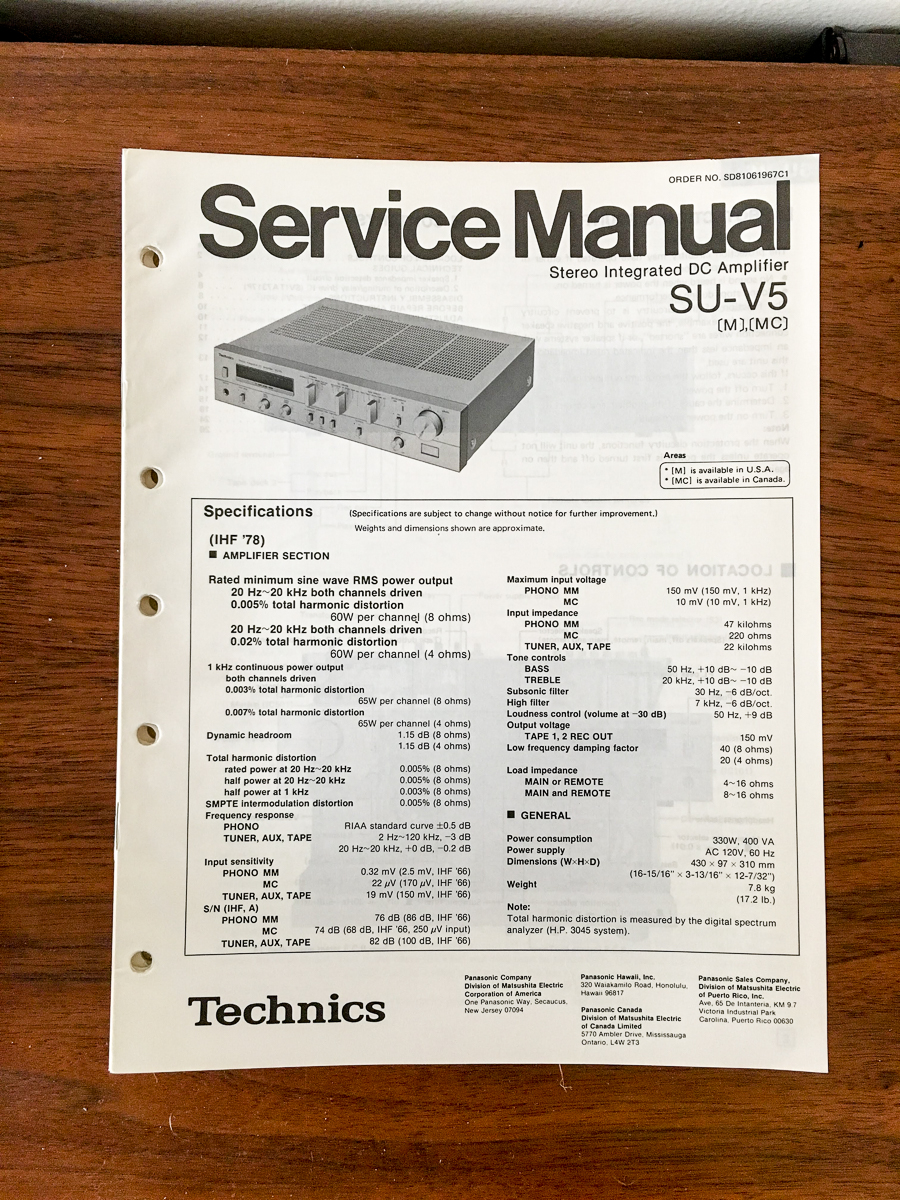 ORDER NO. SD81061967C1
Service Manual
Stereo Integrated DC Amplifier
SU-V5
[M],[MC]
Technics
Areas
* [M] is available in U.S.A.
* [MC] is available in Canada.
Specifications (Specifications are subject to change without notice for further improvement.)
Weights and dimensions shown are approximate.
(IHF '78)
■ AMPLIFIER SECTION
Rated minimum sine wave RMS power output
20 Hz~20 kHz both channels driven
0.005% total harmonic distortion
60W per channel (8 ohms)
20 Hz~20 kHz both channels driven
0.02% total harmonic distortion
60W per channel (4 ohms)
1 kHz continuous power output
both channels driven
0.003% total harmonic distortion
65W per channel (8 ohms)
0.007% total harmonic distortion
65W per channel (4 ohms)
Dynamic headroom 1.15 dB (8 ohms)
1.15 dB (4 ohms)
Total harmonic distortion
rated power at 20 Hz~20 kHz 0.005% (8 ohms)
half power at 20 Hz~20 kHz 0.005% (8 ohms)
half power at 1 kHz 0.003% (8 ohms)
SMPTE intermodulation distortion 0.005% (8 ohms)
Frequency response
PHONO RIAA standard curve ±0.5 dB
TUNER, AUX, TAPE 2 Hz~120 kHz, −3 dB
20 Hz~20 kHz, +0 dB, −0.2 dB
Input sensitivity
PHONO MM 0.32 mV (2.5 mV, IHF '66)
MC 22 µV (170 µV, IHF '66)
TUNER, AUX, TAPE 19 mV (150 mV, IHF '66)
S/N (IHF, A)
PHONO MM 76 dB (86 dB, IHF '66)
MC 74 dB (68 dB, IHF '66, 250 µV input)
TUNER, AUX, TAPE 82 dB (100 dB, IHF '66)
Maximum input voltage
PHONO MM 150 mV (150 mV, 1 kHz)
MC 10 mV (10 mV, 1 kHz)
Input impedance
PHONO MM 47 kilohms
MC 220 ohms
TUNER, AUX, TAPE 22 kilohms
Tone controls
BASS 50 Hz, +10 dB~ −10 dB
TREBLE 20 kHz, +10 dB~ −10 dB
Subsonic filter 30 Hz, −6 dB/oct.
High filter 7 kHz, −6 dB/oct.
Loudness control (volume at −30 dB) 50 Hz, +9 dB
Output voltage
TAPE 1, 2 REC OUT 150 mV
Low frequency damping factor 40 (8 ohms)
20 (4 ohms)
Load impedance
MAIN or REMOTE 4~16 ohms
MAIN and REMOTE 8~16 ohms
■ GENERAL
Power consumption 330W, 400 VA
Power supply AC 120V, 60 Hz
Dimensions (W×H×D) 430 × 97 × 310 mm
(16-15/16" × 3-13/16" × 12-7/32")
Weight 7.8 kg
(17.2 lb.)
Note:
Total harmonic distortion is measured by the digital spectrum
analyzer (H.P. 3045 system).
Technics
Panasonic Company
Division of Matsushita Electric
Corporation of America
One Panasonic Way, Secaucus,
New Jersey 07094
Panasonic Hawaii, Inc.
320 Waiakamilo Road, Honolulu,
Hawaii 96817
Panasonic Canada
Division of Matsushita Electric
of Canada Limited
5770 Ambler Drive, Mississauga
Ontario, L4W 2T3
Panasonic Sales Company,
Division of Matsushita Electric
of Puerto Rico, Inc.
Ave. 65 De Infanteria, KM 9.7
Victoria Industrial Park
Carolina, Puerto Rico 00630